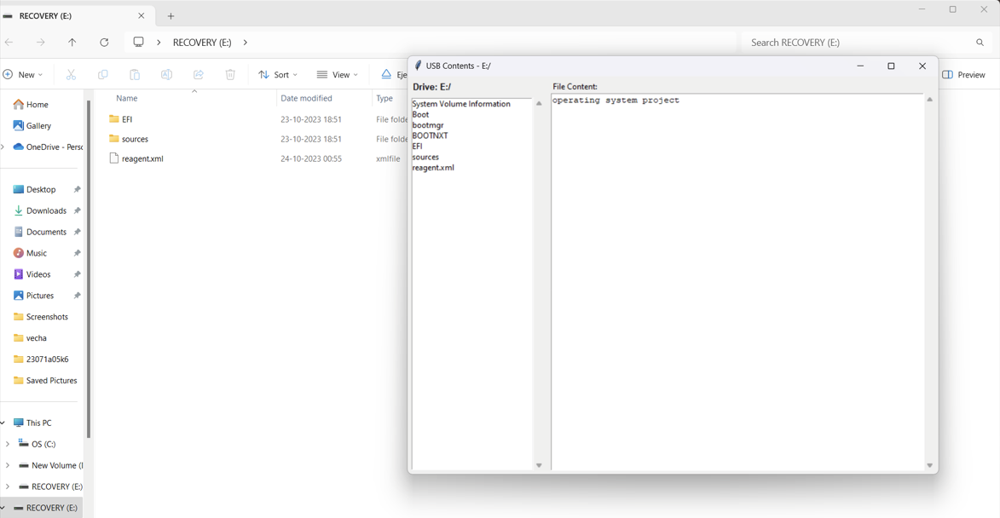 RECOVERY (E:)
RECOVERY (E:)
Search RECOVERY (E:)
New
Sort
View
Eje
Preview
Home
Gallery
OneDrive - Perso
Desktop
Downloads
Documents
Music
Videos
Pictures
Screenshots
vecha
23071a05k6
Saved Pictures
This PC
OS (C:)
New Volume (
RECOVERY (E:)
RECOVERY (E:)
Name Date modified Type
EFI 23-10-2023 18:51 File folde
sources 23-10-2023 18:51 File folde
reagent.xml 24-10-2023 00:55 xmlfile
USB Contents - E:/
Drive: E:/
System Volume Information
Boot
bootmgr
BOOTNXT
EFI
sources
reagent.xml
File Content:
operating system project